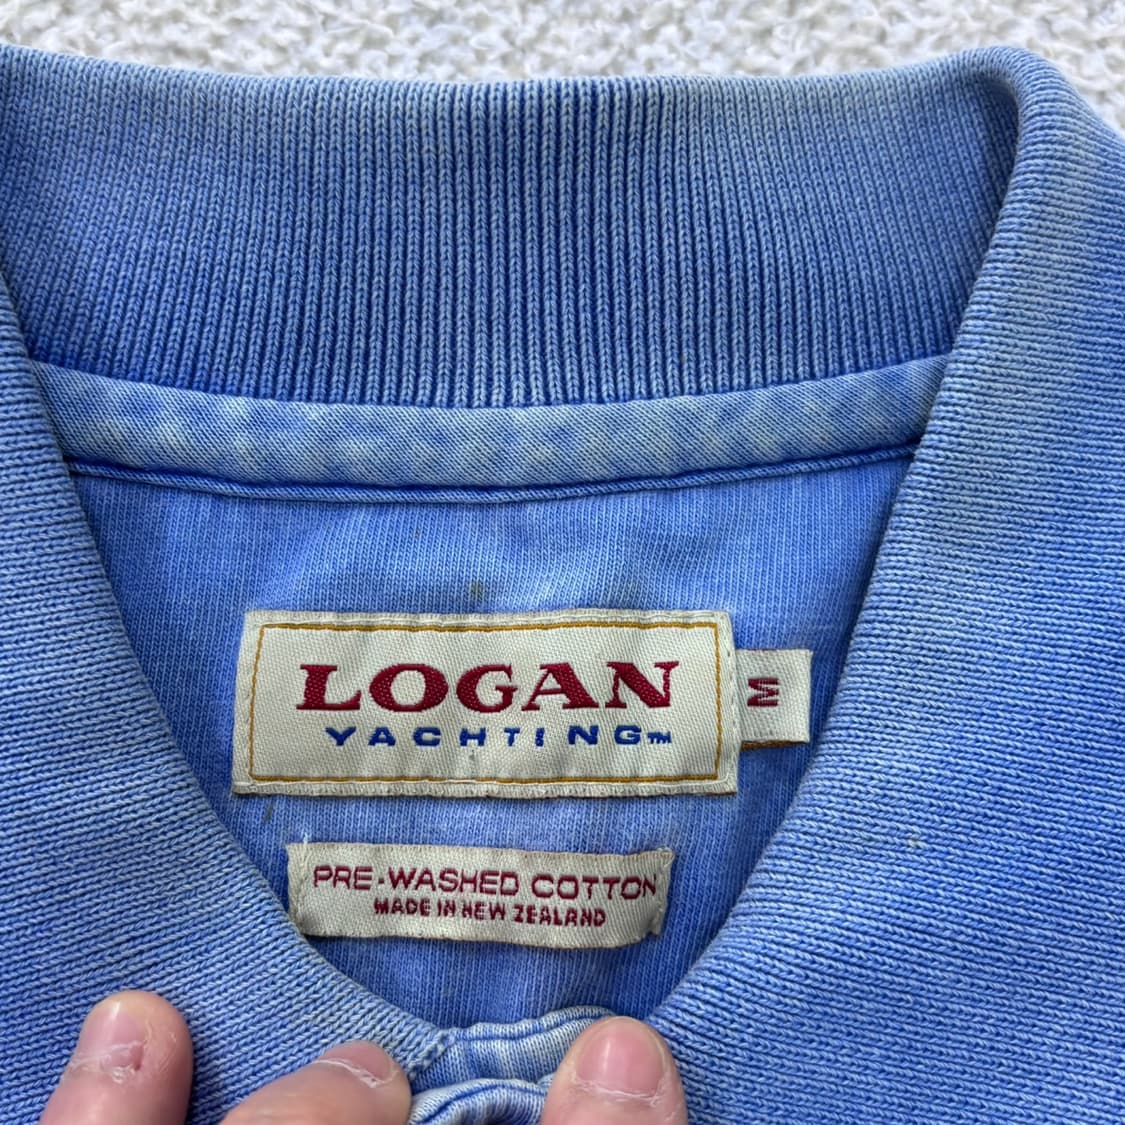 LOGAN
YACHTING™
M
PRE-WASHED COTTON
MADE IN NEW ZEALAND